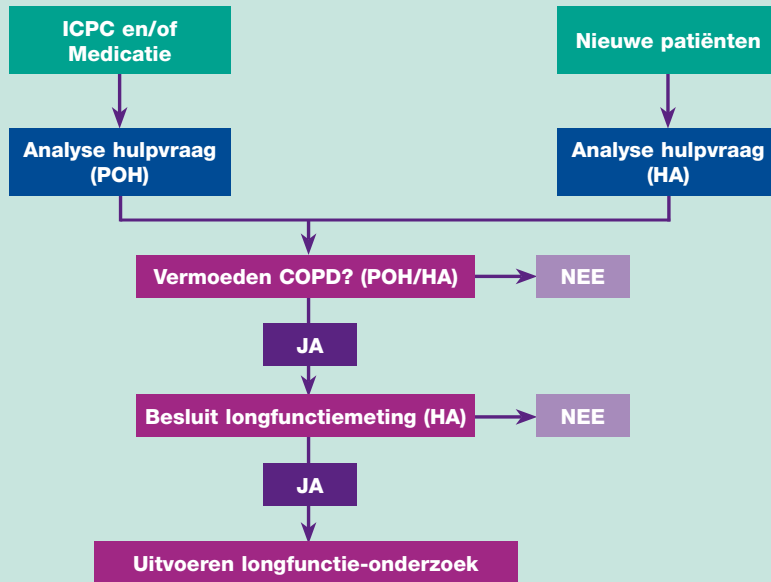 ICPC en/of
Medicatie
Nieuwe patiënten
Analyse hulpvraag
(POH)
Analyse hulpvraag
(HA)
Vermoeden COPD? (POH/HA)
NEE
JA
Besluit longfunctiemeting (HA)
NEE
JA
Uitvoeren longfunctie-onderzoek